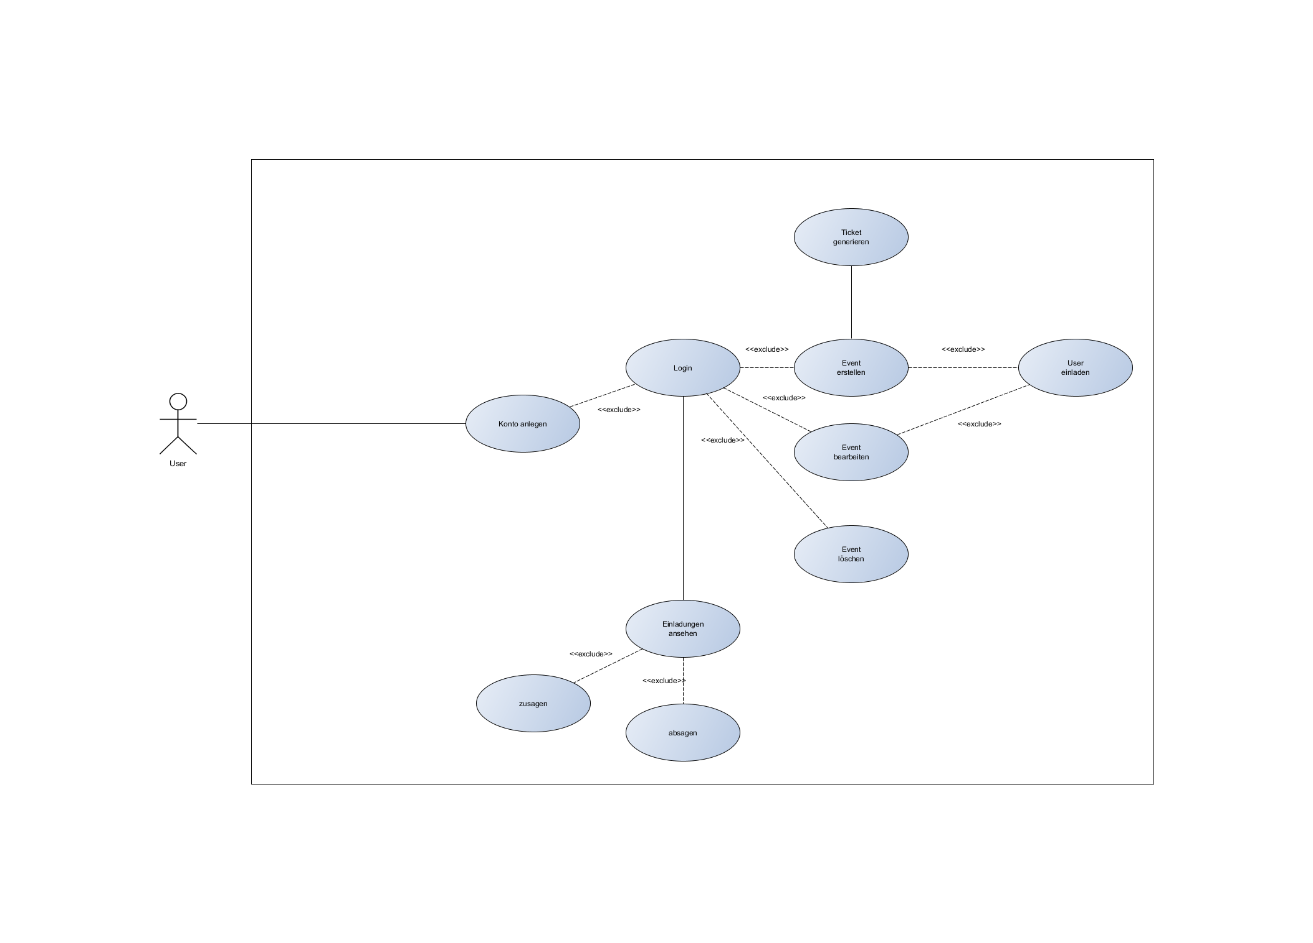 Ticket
generieren
<<exclude>>
<<exclude>>
Login
Event
erstellen
User
einladen
<<exclude>>
<<exclude>>
Konto anlegen
<<exclude>>
<<exclude>>
Event
bearbeiten
User
Event
löschen
Einladungen
ansehen
<<exclude>>
<<exclude>>
zusagen
absagen